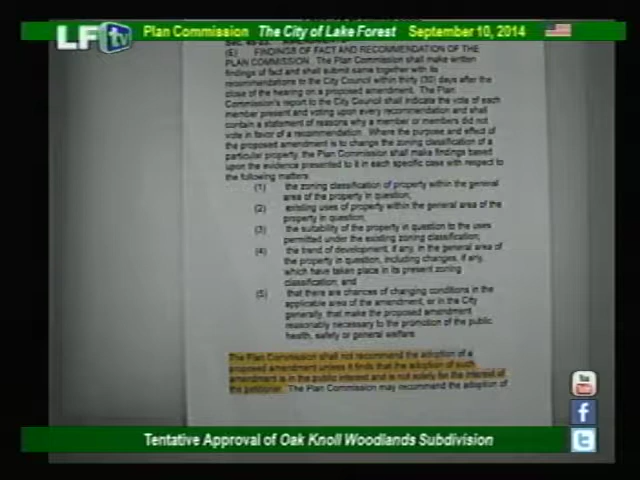 LF tv
Plan Commission The City of Lake Forest September 10, 2014
(E) FINDINGS OF FACT AND RECOMMENDATION OF THE
PLAN COMMISSION. The Plan Commission shall make written
findings of fact and shall submit same together with its
recommendations to the City Council within thirty (30) days after the
close of the hearing on a proposed amendment. The Plan
Commission's report to the City Council shall indicate the vote of each
member present and voting upon every recommendation and shall
contain a statement of reasons why a member or members did not
vote in favor of a recommendation. Where the purpose and effect of
the proposed amendment is to change the zoning classification of a
particular property, the Plan Commission shall make findings based
upon the evidence presented to it in each specific case with respect to
the following matters:
(1) the zoning classification of property within the general
area of the property in question;
(2) existing uses of property within the general area of the
property in question;
(3) the suitability of the property in question to the uses
permitted under the existing zoning classification;
(4) the trend of development, if any, in the general area of
the property in question, including changes, if any,
which have taken place in its present zoning
classification; and
(5) that there are chances of changing conditions in the
applicable area of the amendment, or in the City
generally, that make the proposed amendment
reasonably necessary to the promotion of the public
health, safety or general welfare.
The Plan Commission shall not recommend the adoption of a
proposed amendment unless it finds that the adoption of such
amendment is in the public interest and is not solely for the interest of
the petitioner. The Plan Commission may recommend the adoption of
You
Tube
f
Tentative Approval of Oak Knoll Woodlands Subdivision